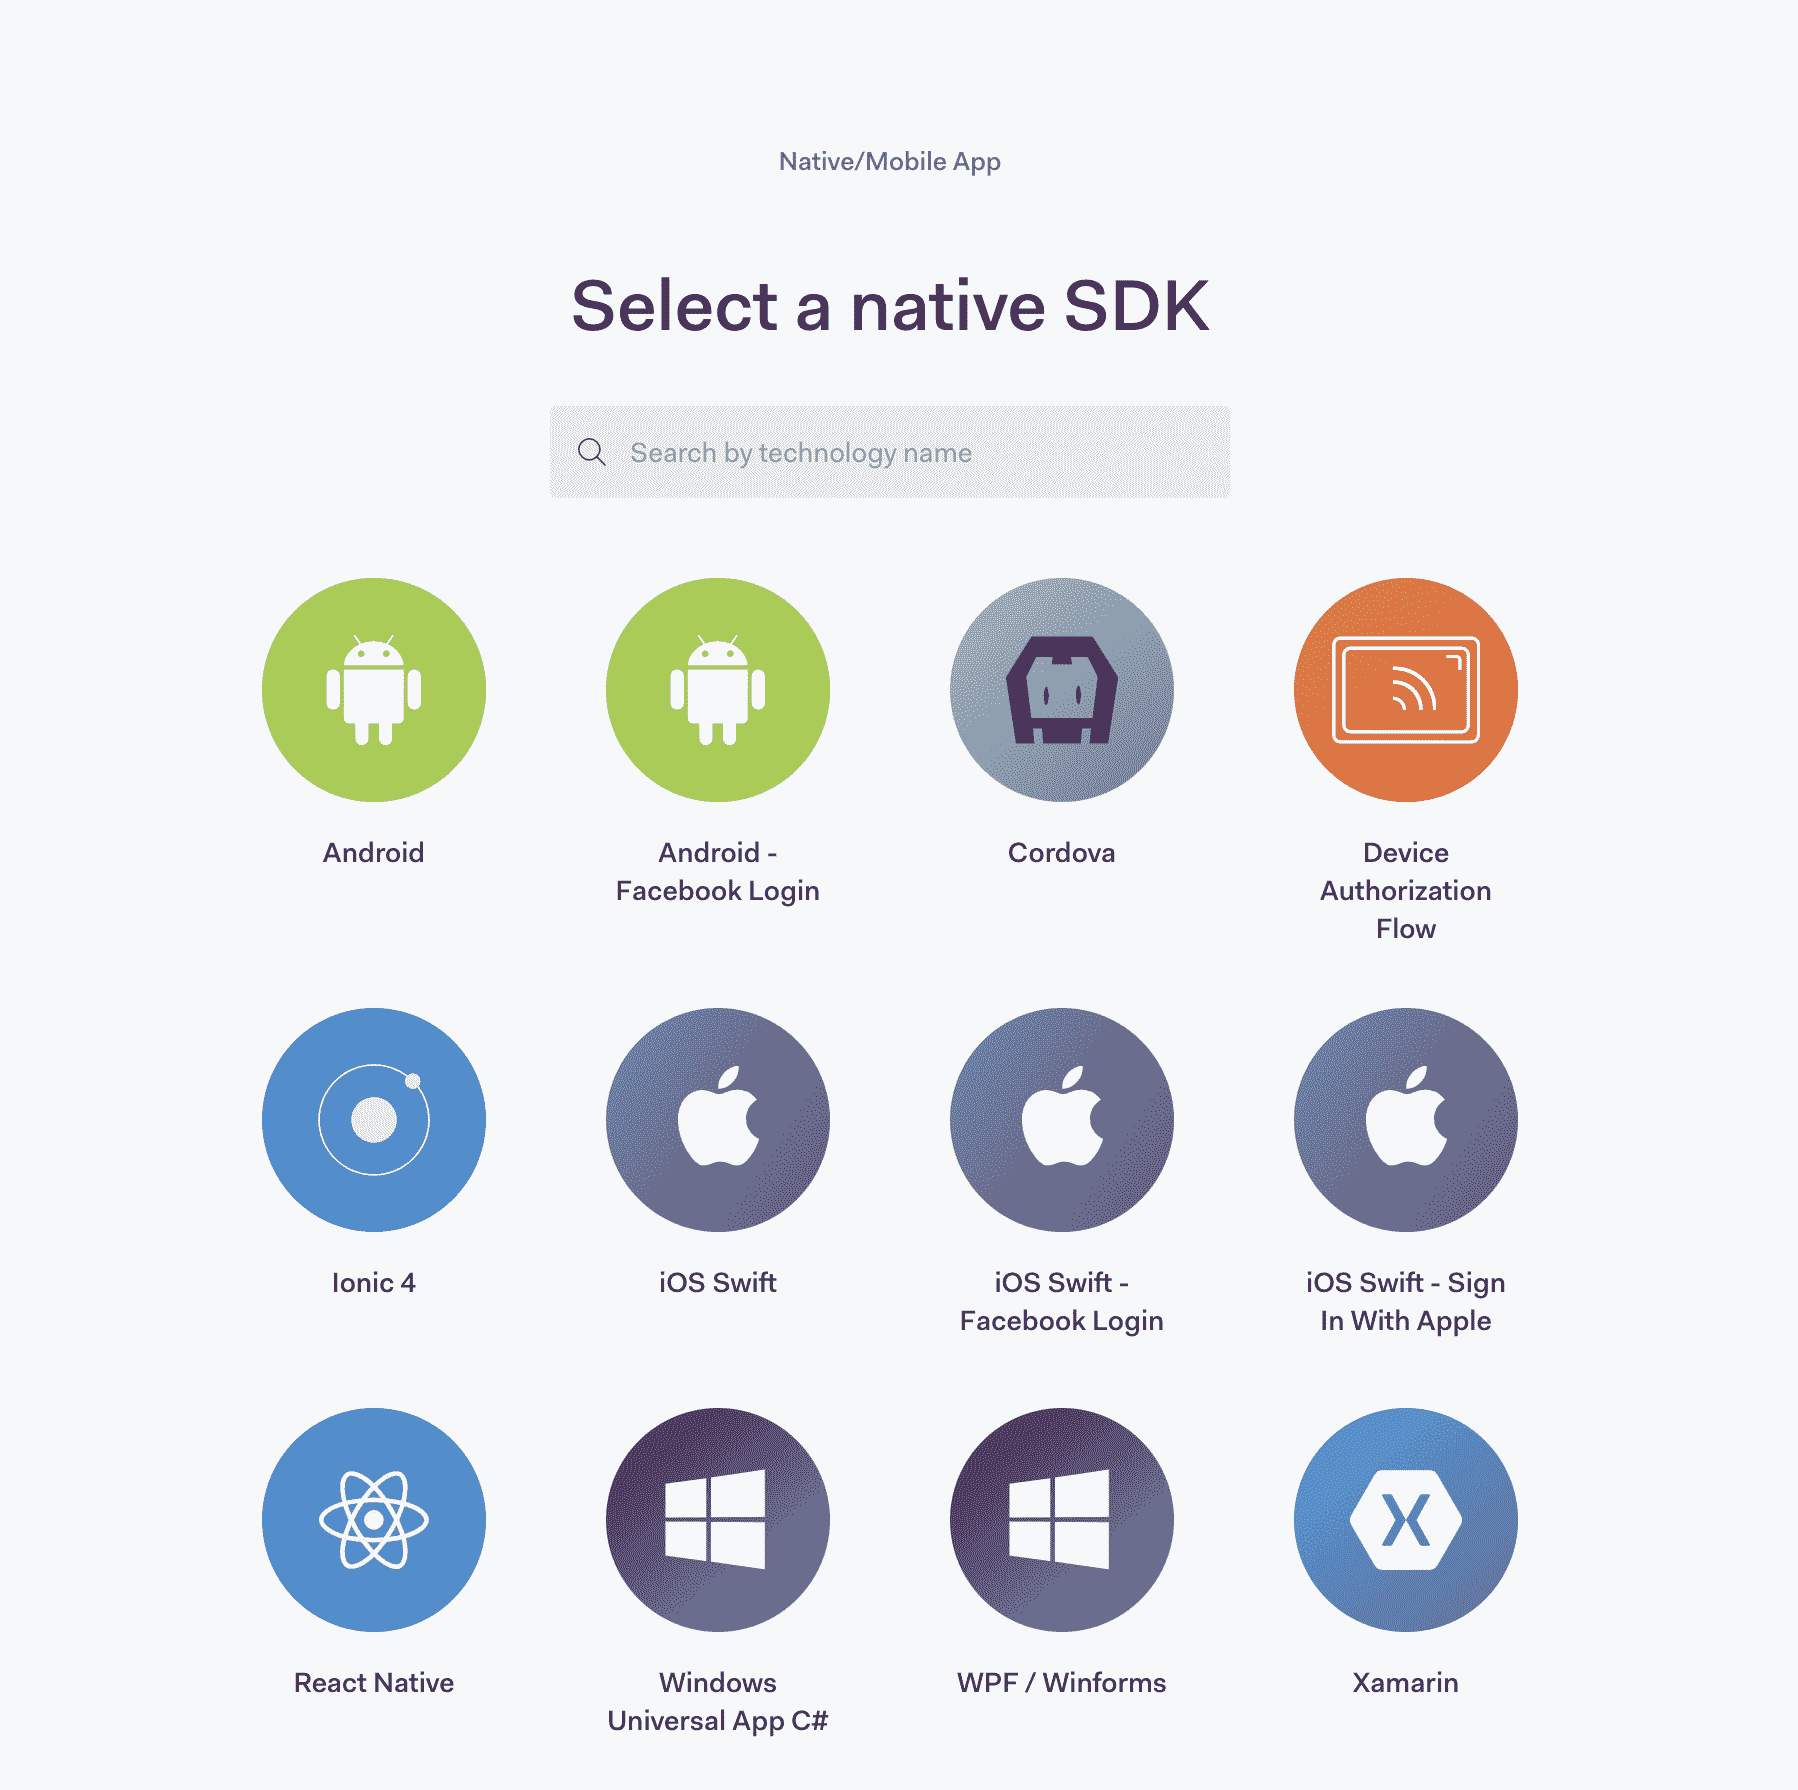 Native/Mobile App
Select a native SDK
Search by technology name
Android
Android -
Facebook Login
Cordova
Device
Authorization
Flow
Ionic 4
iOS Swift
iOS Swift -
Facebook Login
iOS Swift - Sign
In With Apple
React Native
Windows
Universal App C#
WPF / Winforms
Xamarin